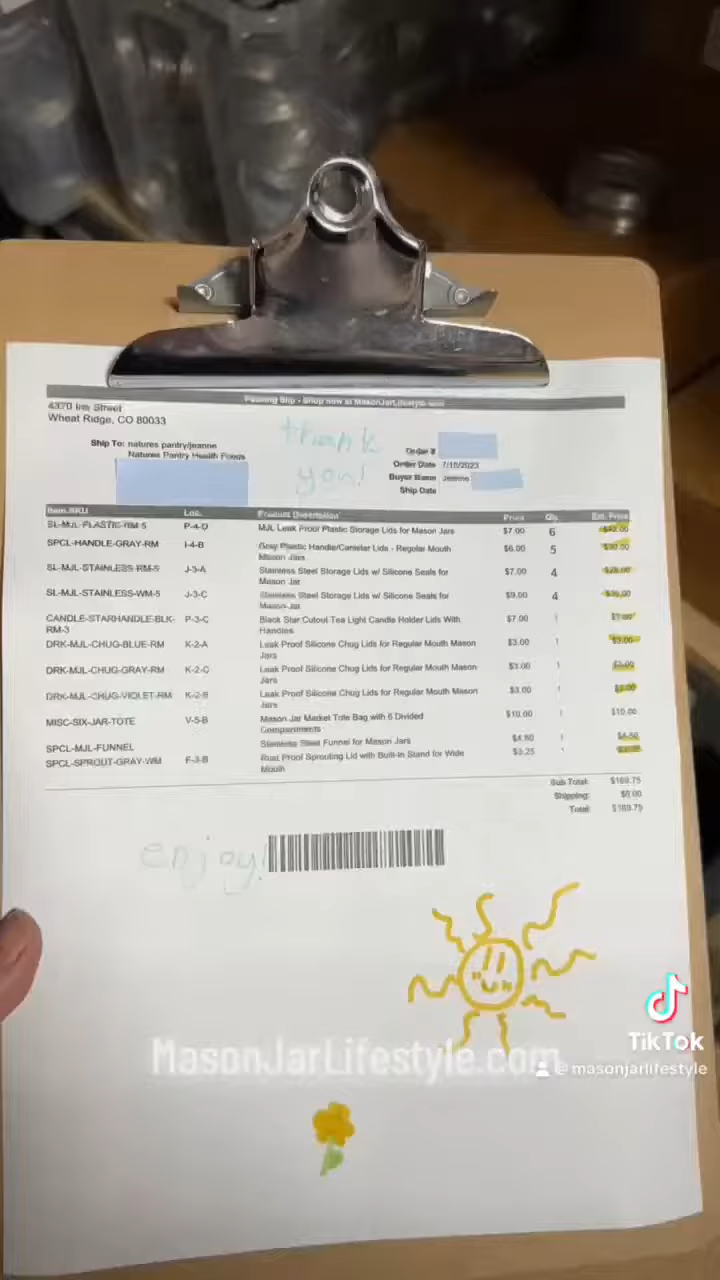 Packing Slip - Shop now at MasonJarLifestyle.com
4370 Iris Street
Wheat Ridge, CO 80033
thank you!
Ship To: natures pantry/jeanne
Natures Pantry Health Foods
Order #
Order Date 7/10/2023
Buyer Name Jeanne
Ship Date
Item SKU Loc. Product Description Price Qty. Ext. Price
SL-MJL-PLASTIC-RM-5 P-4-D MJL Leak Proof Plastic Storage Lids for Mason Jars $7.00 6 $42.00
SPCL-HANDLE-GRAY-RM I-4-B Gray Plastic Handle/Canister Lids - Regular Mouth Mason Jars $6.00 5 $30.00
SL-MJL-STAINLESS-RM-5 J-3-A Stainless Steel Storage Lids w/ Silicone Seals for Mason Jar $7.00 4 $28.00
SL-MJL-STAINLESS-WM-5 J-3-C Stainless Steel Storage Lids w/ Silicone Seals for Mason Jar $9.00 4 $36.00
CANDLE-STARHANDLE-BLK-RM-3 P-3-C Black Star Cutout Tea Light Candle Holder Lids With Handles $7.00 1 $7.00
DRK-MJL-CHUG-BLUE-RM K-2-A Leak Proof Silicone Chug Lids for Regular Mouth Mason Jars $3.00 1 $3.00
DRK-MJL-CHUG-GRAY-RM K-2-C Leak Proof Silicone Chug Lids for Regular Mouth Mason Jars $3.00 1 $3.00
DRK-MJL-CHUG-VIOLET-RM K-2-B Leak Proof Silicone Chug Lids for Regular Mouth Mason Jars $3.00 1 $3.00
MISC-SIX-JAR-TOTE V-5-B Mason Jar Market Tote Bag with 6 Divided Compartments $10.00 1 $10.00
SPCL-MJL-FUNNEL Stainless Steel Funnel for Mason Jars $4.50 1 $4.50
SPCL-SPROUT-GRAY-WM F-3-B Rust Proof Sprouting Lid with Built-In Stand for Wide Mouth $3.25 1
Sub Total: $169.75
Shipping: $0.00
Total: $169.75
enjoy!
MasonJarLifestyle.com
TikTok
@masonjarlifestyle